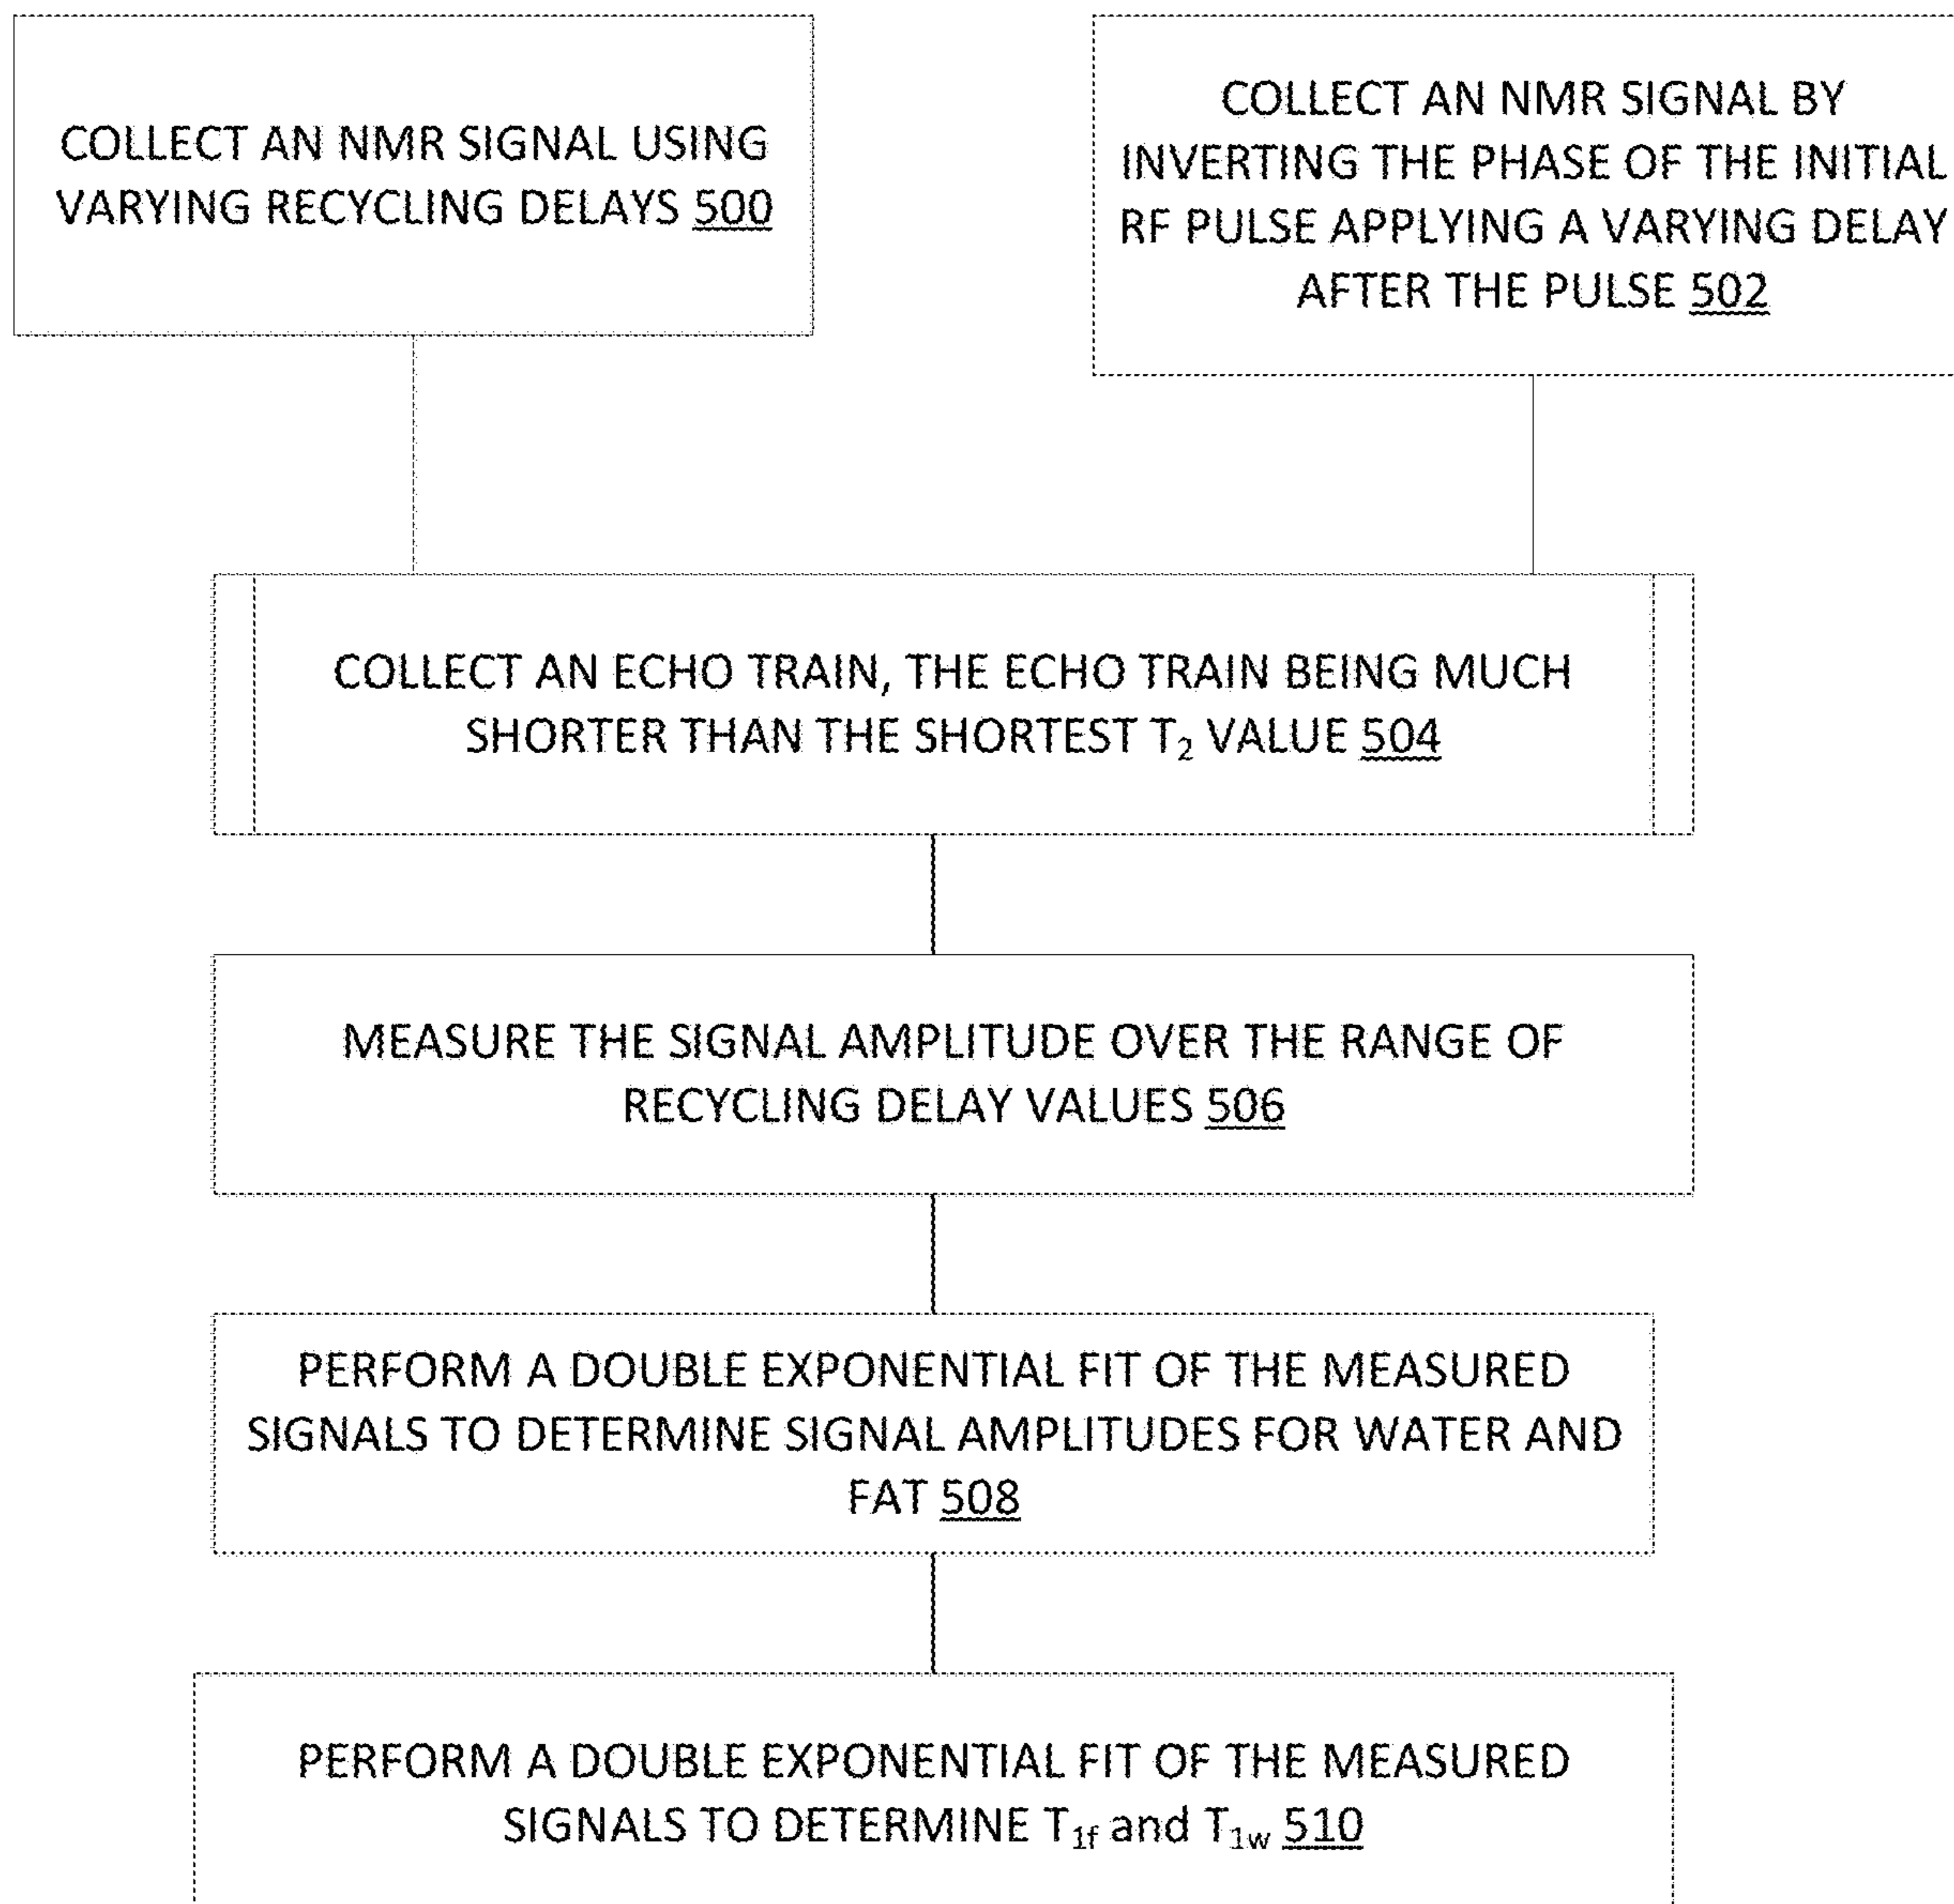 COLLECT AN NMR SIGNAL USING
VARYING RECYCLING DELAYS 500
COLLECT AN NMR SIGNAL BY
INVERTING THE PHASE OF THE INITIAL
RF PULSE APPLYING A VARYING DELAY
AFTER THE PULSE 502
COLLECT AN ECHO TRAIN, THE ECHO TRAIN BEING MUCH
SHORTER THAN THE SHORTEST T₂ VALUE 504
MEASURE THE SIGNAL AMPLITUDE OVER THE RANGE OF
RECYCLING DELAY VALUES 506
PERFORM A DOUBLE EXPONENTIAL FIT OF THE MEASURED
SIGNALS TO DETERMINE SIGNAL AMPLITUDES FOR WATER AND
FAT 508
PERFORM A DOUBLE EXPONENTIAL FIT OF THE MEASURED
SIGNALS TO DETERMINE T1f and T1w 510